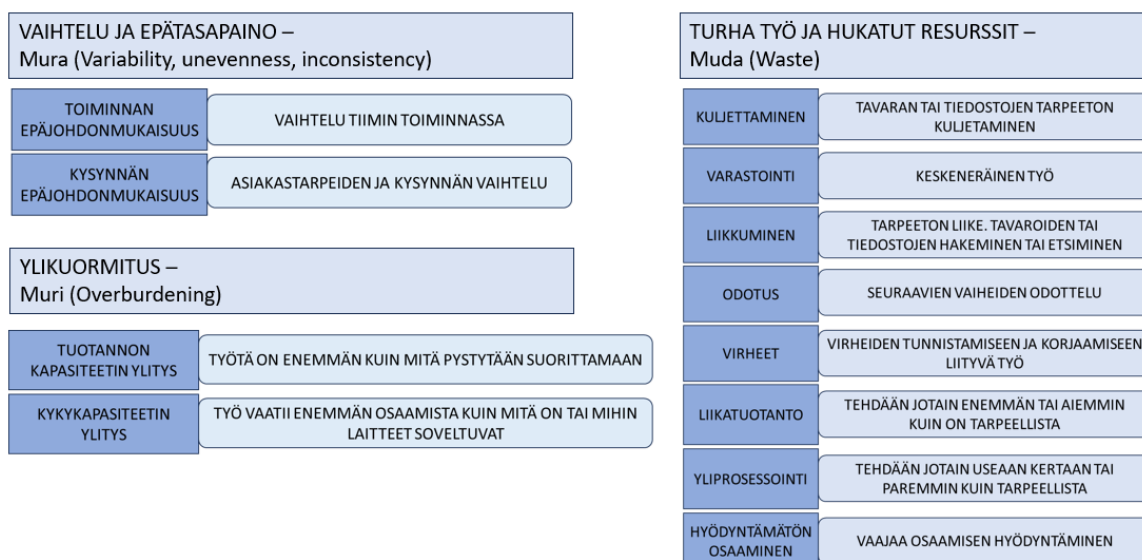 VAIHTELU JA EPÄTASAPAINO –
Mura (Variability, unevenness, inconsistency)
TOIMINNAN
EPÄJOHDONMUKAISUUS
VAIHTELU TIIMIN TOIMINNASSA
KYSYNNÄN
EPÄJOHDONMUKAISUUS
ASIAKASTARPEIDEN JA KYSYNNÄN VAIHTELU
YLIKUORMITUS –
Muri (Overburdening)
TUOTANNON
KAPASITEETIN YLITYS
TYÖTÄ ON ENEMMÄN KUIN MITÄ PYSTYTÄÄN SUORITTAMAAN
KYKYKAPASITEETIN
YLITYS
TYÖ VAATII ENEMMÄN OSAAMISTA KUIN MITÄ ON TAI MIHIN
LAITTEET SOVELTUVAT
TURHA TYÖ JA HUKATUT RESURSSIT –
Muda (Waste)
KULJETTAMINEN
TAVARAN TAI TIEDOSTOJEN TARPEETON
KULJETAMINEN
VARASTOINTI
KESKENERÄINEN TYÖ
LIIKKUMINEN
TARPEETON LIIKE. TAVAROIDEN TAI
TIEDOSTOJEN HAKEMINEN TAI ETSIMINEN
ODOTUS
SEURAAVIEN VAIHEIDEN ODOTTELU
VIRHEET
VIRHEIDEN TUNNISTAMISEEN JA KORJAAMISEEN
LIITYVÄ TYÖ
LIIKATUOTANTO
TEHDÄÄN JOTAIN ENEMMÄN TAI AIEMMIN
KUIN ON TARPEELLISTA
YLIPROSESSOINTI
TEHDÄÄN JOTAIN USEAAN KERTAAN TAI
PAREMMIN KUIN TARPEELLISTA
HYÖDYNTÄMÄTÖN
OSAAMINEN
VAAJAA OSAAMISEN HYÖDYNTÄMINEN